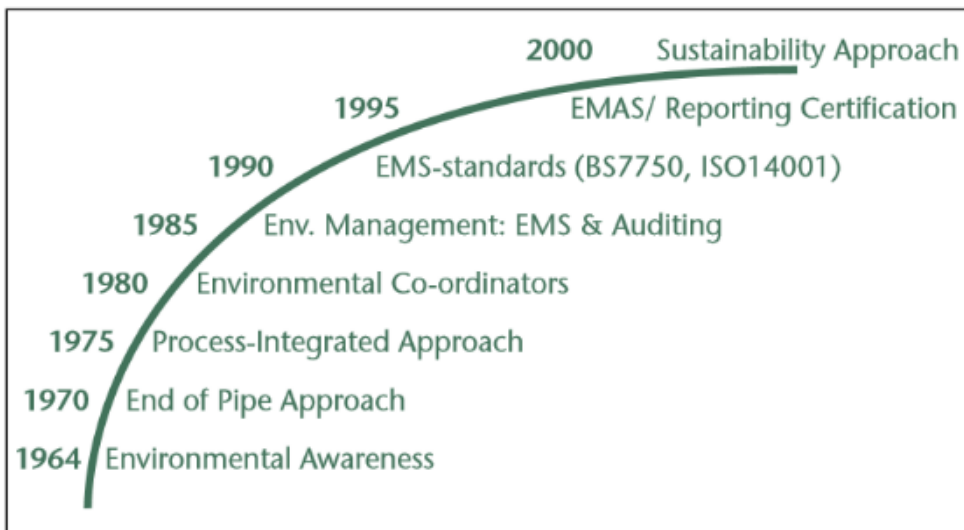 2000 Sustainability Approach
1995 EMAS/ Reporting Certification
1990 EMS-standards (BS7750, ISO14001)
1985 Env. Management: EMS & Auditing
1980 Environmental Co-ordinators
1975 Process-Integrated Approach
1970 End of Pipe Approach
1964 Environmental Awareness